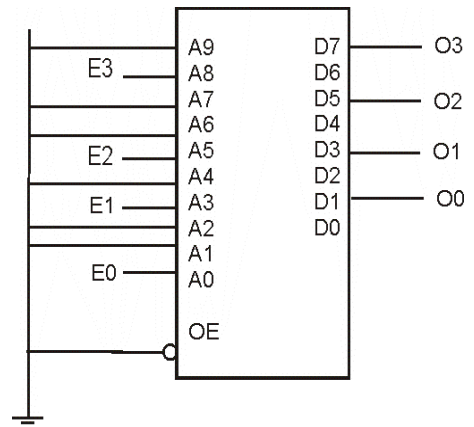 A9 D7 O3
E3 A8 D6
A7 D5 O2
A6 D4
E2 A5 D3 O1
A4 D2
E1 A3 D1 O0
A2 D0
A1
E0 A0
OE